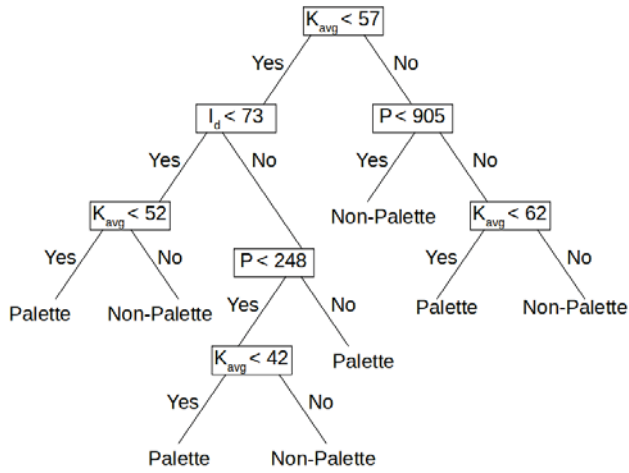 K_avg < 57
Yes No
I_d < 73 P < 905
Yes No Yes No
K_avg < 52 Non-Palette K_avg < 62
Yes No P < 248 Yes No
Palette Non-Palette Yes No Palette Non-Palette
K_avg < 42 Palette
Yes No
Palette Non-Palette